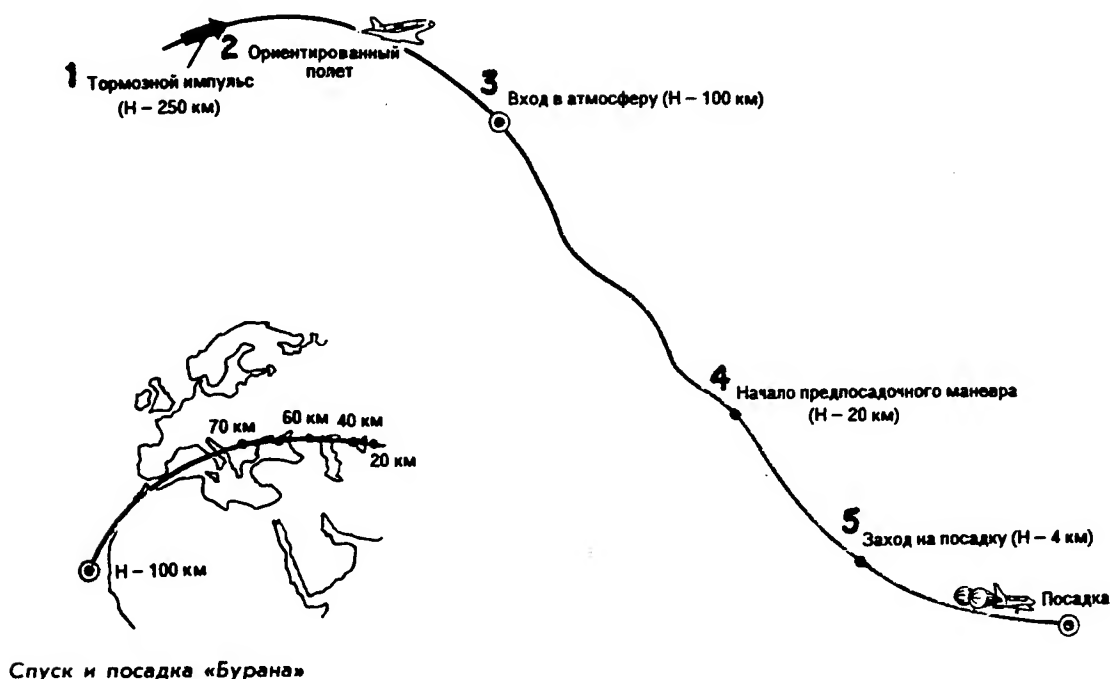 1 Тормозной импульс
(Н – 250 км)
2 Ориентированный
полет
3 Вход в атмосферу (Н – 100 км)
4 Начало предпосадочного маневра
(Н – 20 км)
5 Заход на посадку (Н – 4 км)
Посадка
70 км
60 км
40 км
20 км
Н – 100 км
Спуск и посадка «Бурана»